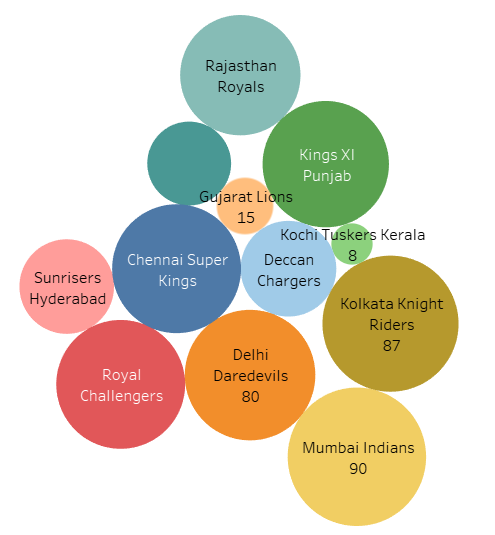 Rajasthan
Royals
Kings XI
Punjab
Gujarat Lions
15
Kochi Tuskers Kerala
8
Chennai Super
Kings
Deccan
Chargers
Sunrisers
Hyderabad
Kolkata Knight
Riders
87
Delhi
Daredevils
80
Royal
Challengers
Mumbai Indians
90